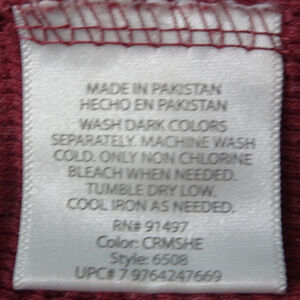 MADE IN PAKISTAN
HECHO EN PAKISTAN
WASH DARK COLORS
SEPARATELY. MACHINE WASH
COLD. ONLY NON CHLORINE
BLEACH WHEN NEEDED.
TUMBLE DRY LOW.
COOL IRON AS NEEDED.
RN# 91497
Color: CRMSHE
Style: 6508
UPC# 7 9764247669